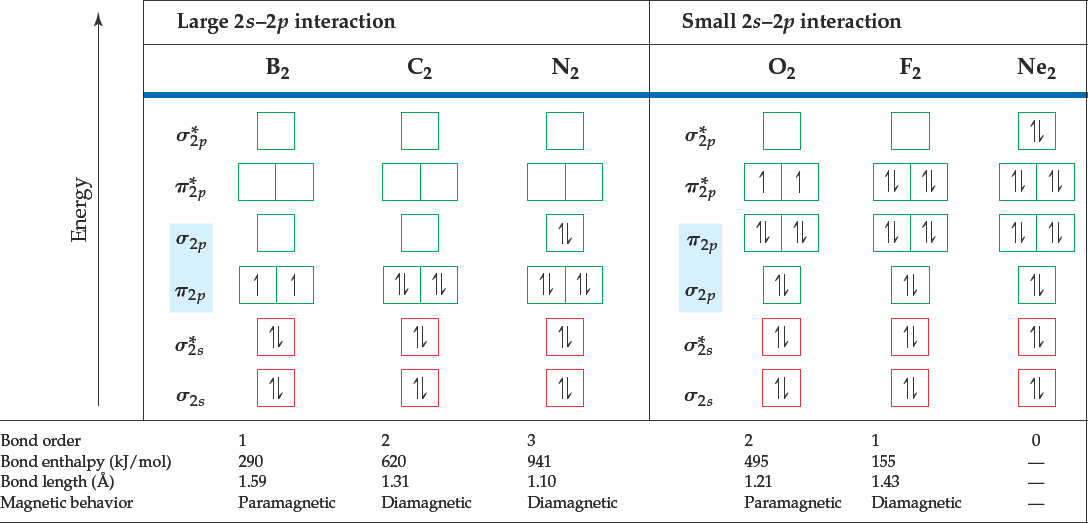 Large 2s–2p interaction Small 2s–2p interaction
B₂ C₂ N₂ O₂ F₂ Ne₂
Energy
σ*₂ₚ σ*₂ₚ
π*₂ₚ π*₂ₚ
σ₂ₚ π₂ₚ
π₂ₚ σ₂ₚ
σ*₂ₛ σ*₂ₛ
σ₂ₛ σ₂ₛ
Bond order 1 2 3 2 1 0
Bond enthalpy (kJ/mol) 290 620 941 495 155 —
Bond length (Å) 1.59 1.31 1.10 1.21 1.43 —
Magnetic behavior Paramagnetic Diamagnetic Diamagnetic Paramagnetic Diamagnetic —